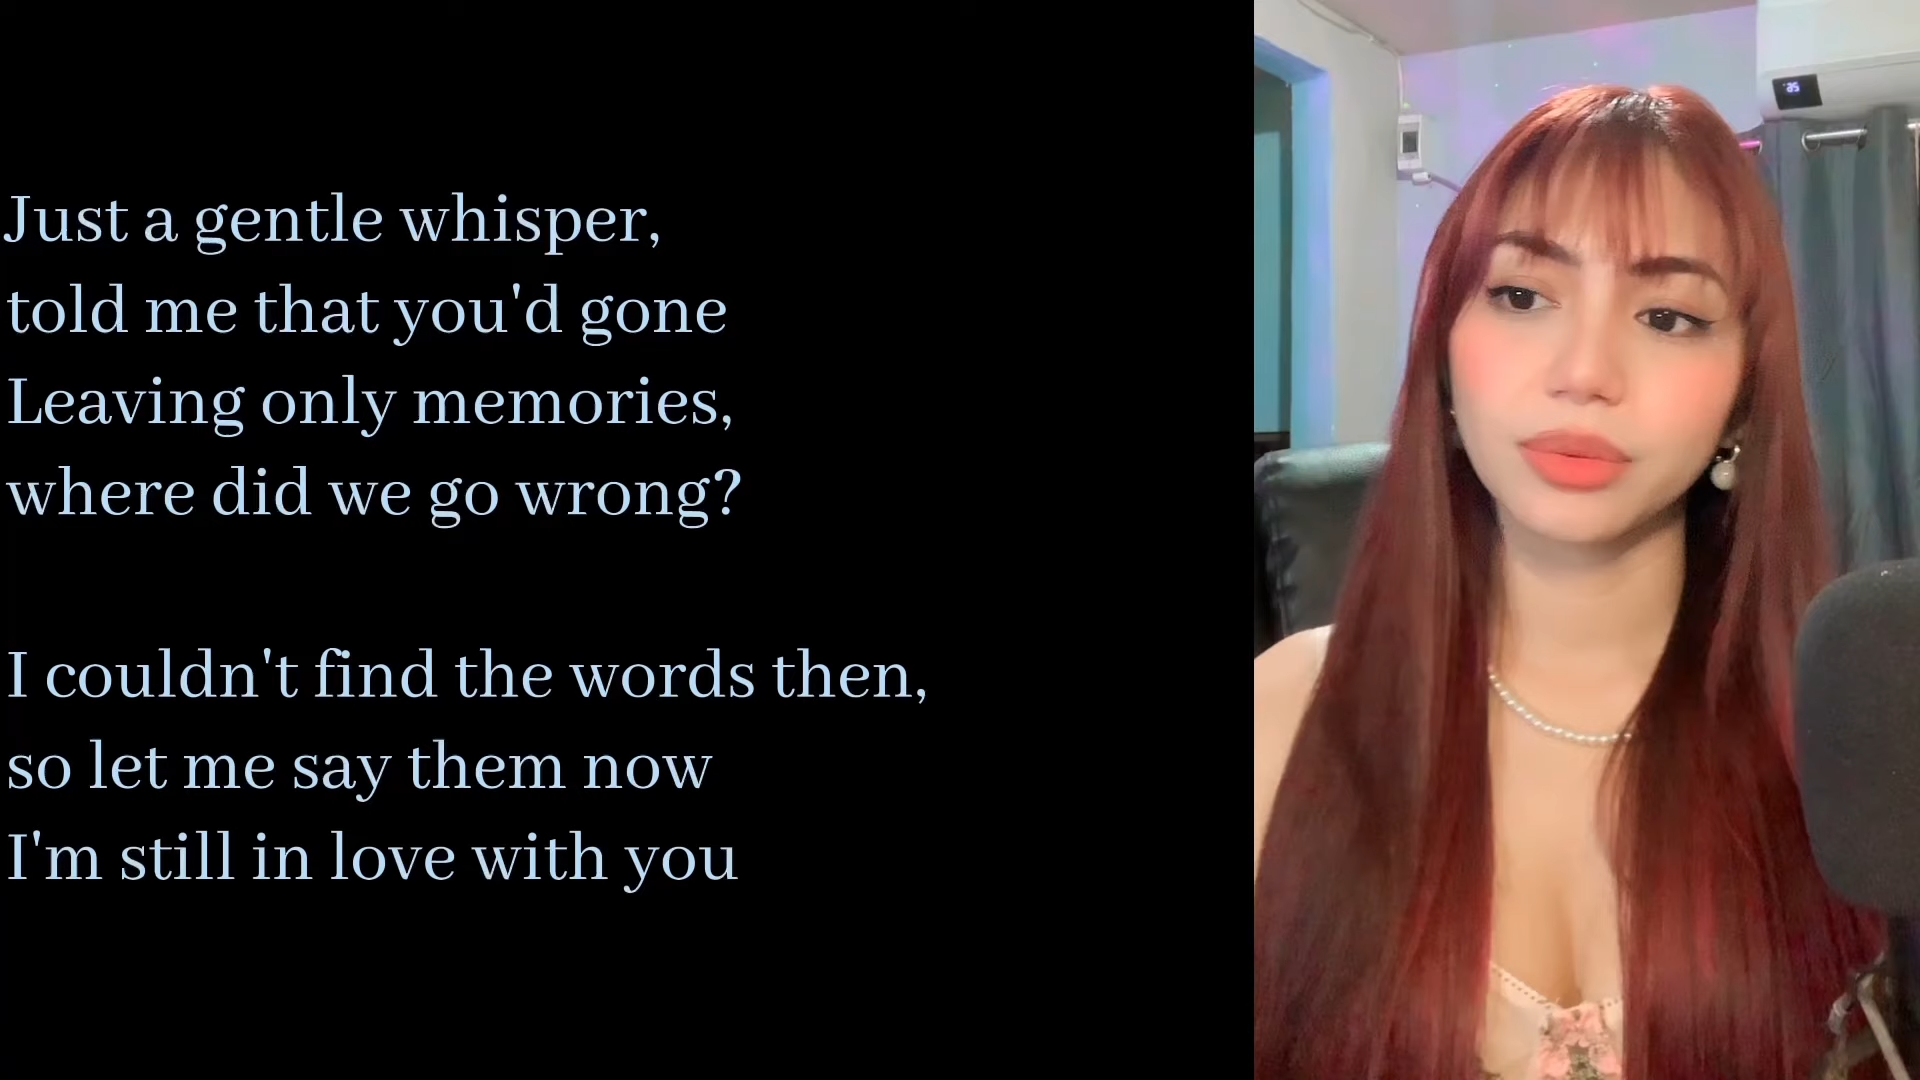 Just a gentle whisper,
told me that you'd gone
Leaving only memories,
where did we go wrong?
I couldn't find the words then,
so let me say them now
I'm still in love with you